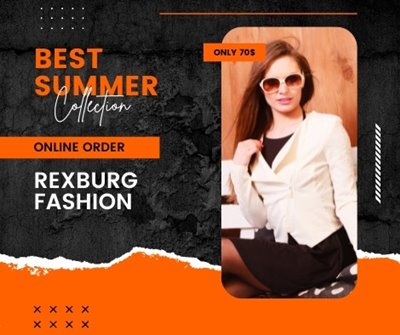 BEST
SUMMER
Collection
ONLY 70$
ONLINE ORDER
REXBURG
FASHION